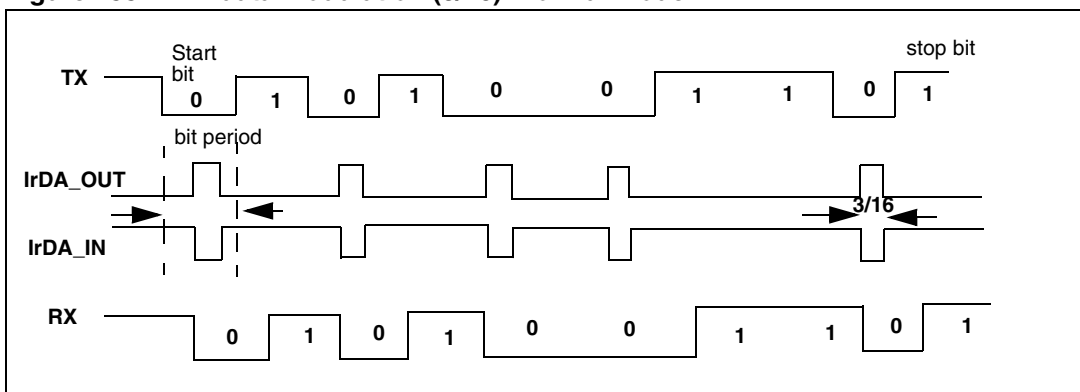 Start
bit
stop bit
TX
0 1 0 1 0 0 1 1 0 1
bit period
IrDA_OUT
3/16
IrDA_IN
RX
0 1 0 1 0 0 1 1 0 1